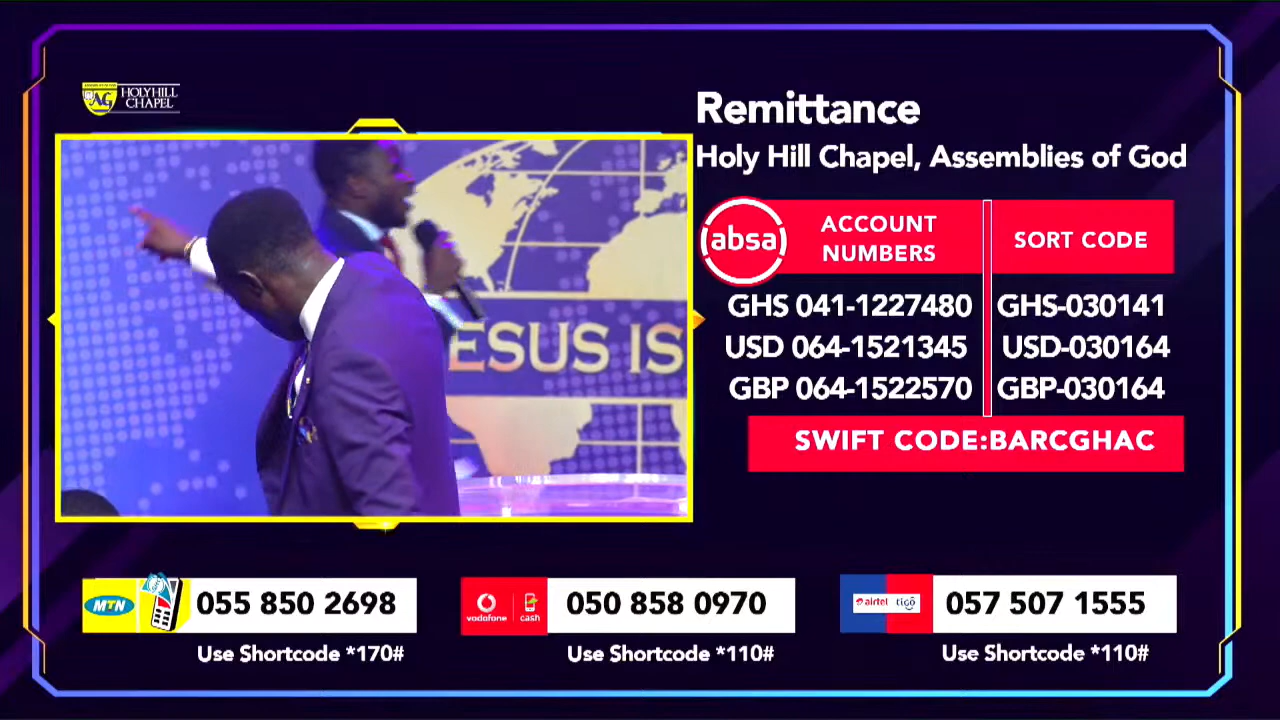 HOLYHILL
CHAPEL
Remittance
Holy Hill Chapel, Assemblies of God
absa
ACCOUNT
NUMBERS
SORT CODE
GHS 041-1227480 GHS-030141
USD 064-1521345 USD-030164
GBP 064-1522570 GBP-030164
SWIFT CODE:BARCGHAC
ESUS IS
MTN
055 850 2698
Use Shortcode *170#
vodafone cash
050 858 0970
Use Shortcode *110#
airtel tigo
057 507 1555
Use Shortcode *110#